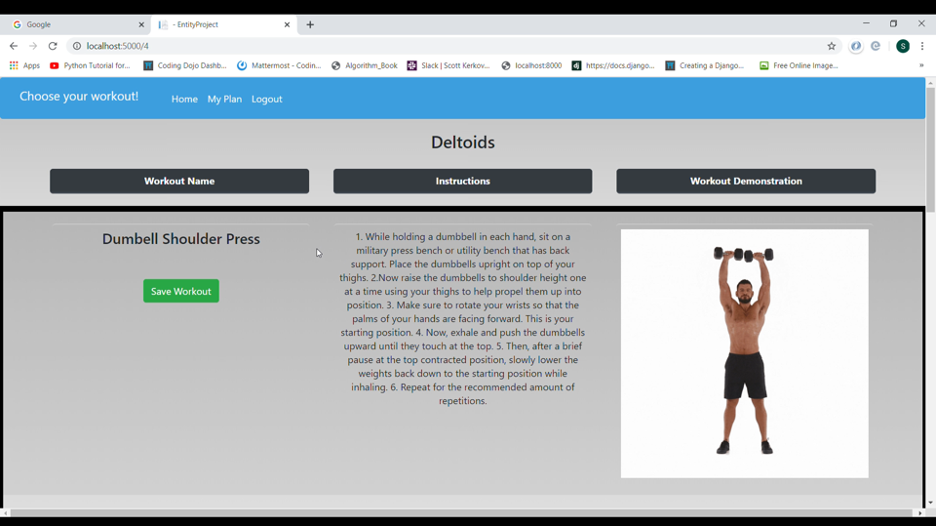 Google
- EntityProject
localhost:5000/4
S
Apps
Python Tutorial for...
Coding Dojo Dashb...
Mattermost - Codin...
Algorithm_Book
Slack | Scott Kerkov...
localhost:8000
https://docs.djang...
Creating a Django...
Free Online Image...
»
Choose your workout!
Home
My Plan
Logout
Deltoids
Workout Name
Instructions
Workout Demonstration
Dumbell Shoulder Press
Save Workout
1. While holding a dumbbell in each hand, sit on a
military press bench or utility bench that has back
support. Place the dumbbells upright on top of your
thighs. 2.Now raise the dumbbells to shoulder height one
at a time using your thighs to help propel them up into
position. 3. Make sure to rotate your wrists so that the
palms of your hands are facing forward. This is your
starting position. 4. Now, exhale and push the dumbbells
upward until they touch at the top. 5. Then, after a brief
pause at the top contracted position, slowly lower the
weights back down to the starting position while
inhaling. 6. Repeat for the recommended amount of
repetitions.